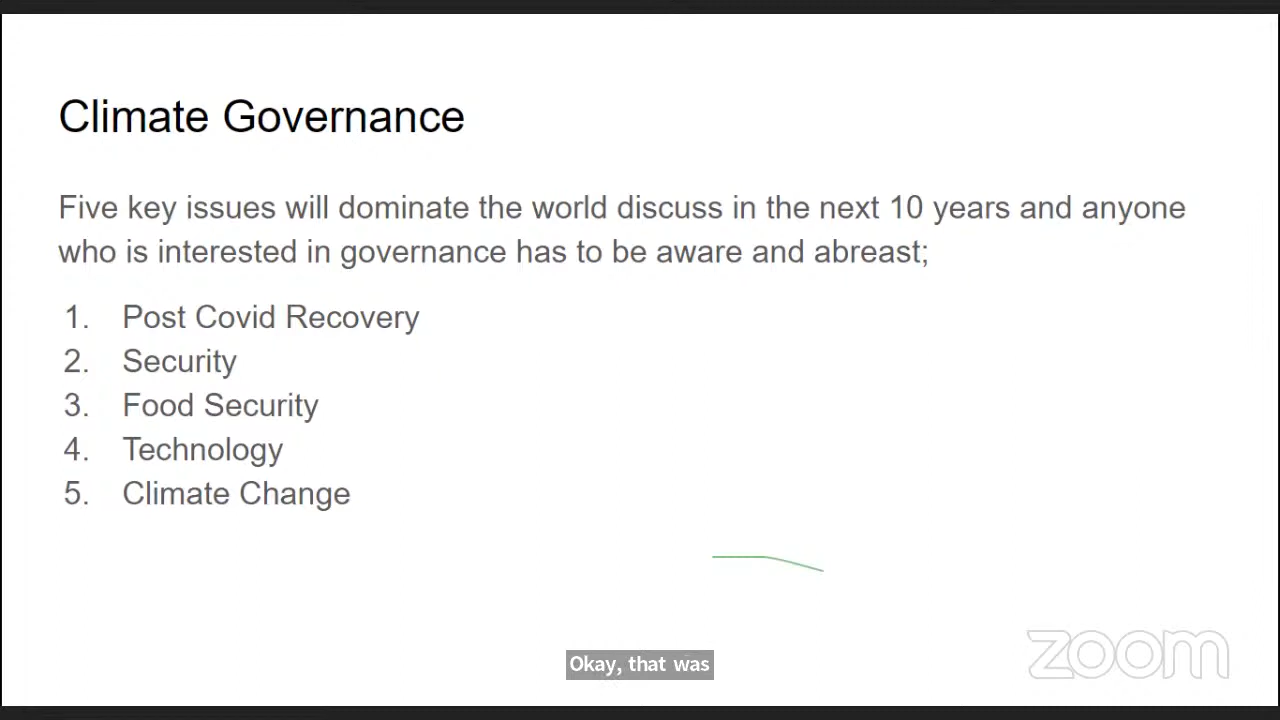 Climate Governance
Five key issues will dominate the world discuss in the next 10 years and anyone
who is interested in governance has to be aware and abreast;
1. Post Covid Recovery
2. Security
3. Food Security
4. Technology
5. Climate Change
Okay, that was
zoom